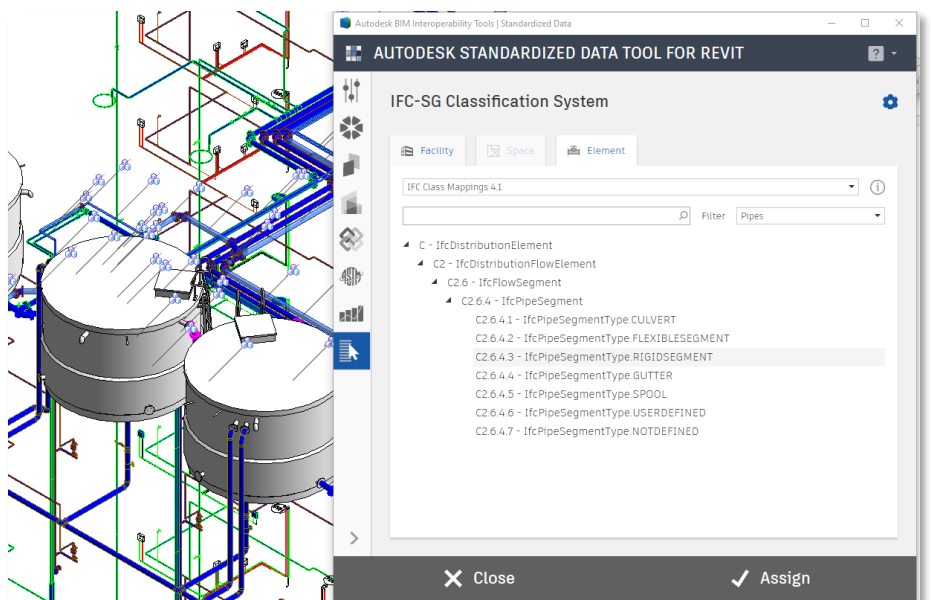 Autodesk BIM Interoperability Tools | Standardized Data
AUTODESK STANDARDIZED DATA TOOL FOR REVIT
?
IFC-SG Classification System
Facility
Space
Element
IFC Class Mappings 4.1
Filter
Pipes
C - IfcDistributionElement
C2 - IfcDistributionFlowElement
C2.6 - IfcFlowSegment
C2.6.4 - IfcPipeSegment
C2.6.4.1 - IfcPipeSegmentType.CULVERT
C2.6.4.2 - IfcPipeSegmentType.FLEXIBLESEGMENT
C2.6.4.3 - IfcPipeSegmentType.RIGIDSEGMENT
C2.6.4.4 - IfcPipeSegmentType.GUTTER
C2.6.4.5 - IfcPipeSegmentType.SPOOL
C2.6.4.6 - IfcPipeSegmentType.USERDEFINED
C2.6.4.7 - IfcPipeSegmentType.NOTDEFINED
Close
Assign